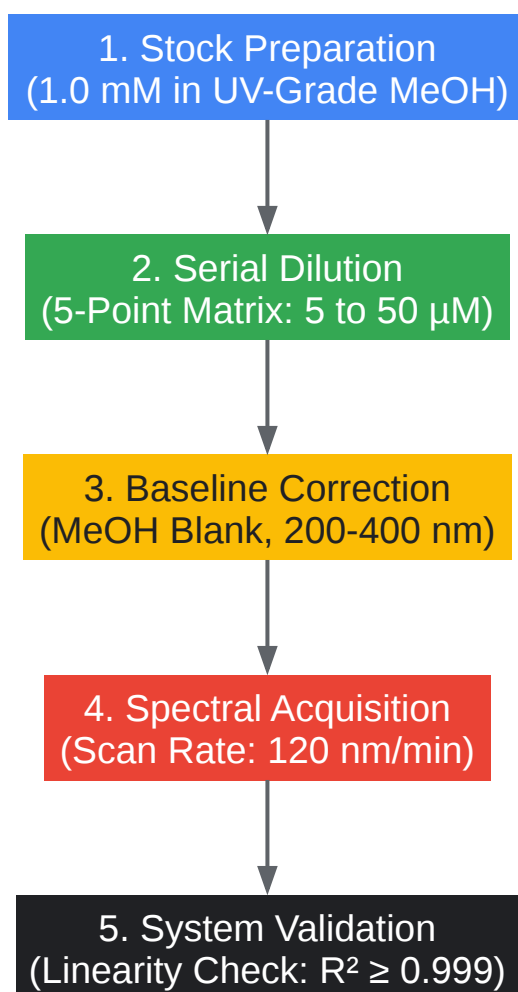 1. Stock Preparation
(1.0 mM in UV-Grade MeOH)
2. Serial Dilution
(5-Point Matrix: 5 to 50 µM)
3. Baseline Correction
(MeOH Blank, 200-400 nm)
4. Spectral Acquisition
(Scan Rate: 120 nm/min)
5. System Validation
(Linearity Check: R² ≥ 0.999)